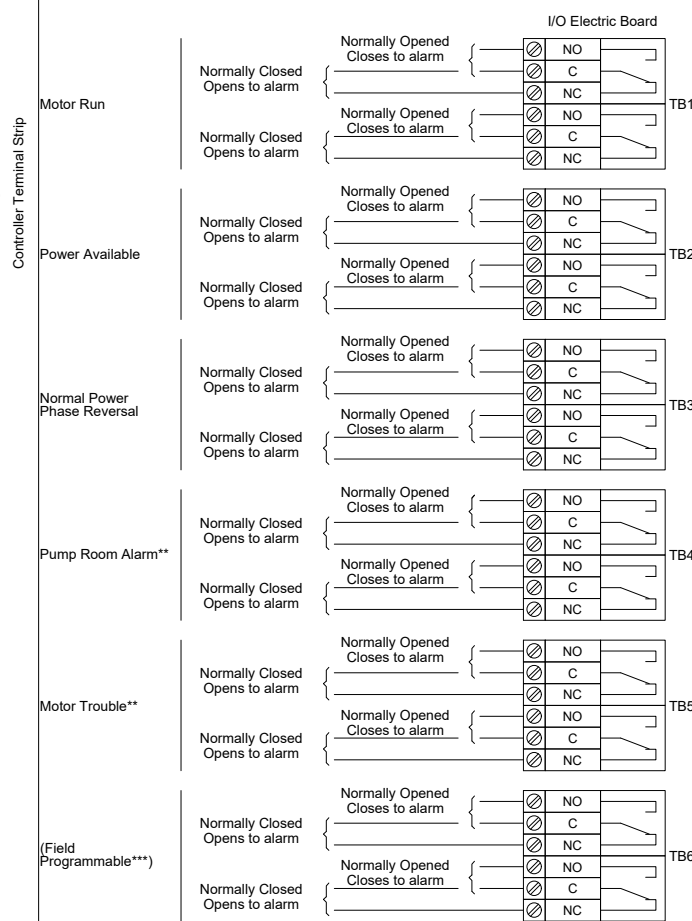 I/O Electric Board
Controller Terminal Strip
Motor Run
Normally Opened
Closes to alarm
Normally Closed
Opens to alarm
NO
C
NC
Normally Opened
Closes to alarm
Normally Closed
Opens to alarm
NO
C
NC
TB1
Power Available
Normally Opened
Closes to alarm
Normally Closed
Opens to alarm
NO
C
NC
Normally Opened
Closes to alarm
Normally Closed
Opens to alarm
NO
C
NC
TB2
Normal Power
Phase Reversal
Normally Opened
Closes to alarm
Normally Closed
Opens to alarm
NO
C
NC
Normally Opened
Closes to alarm
Normally Closed
Opens to alarm
NO
C
NC
TB3
Pump Room Alarm**
Normally Opened
Closes to alarm
Normally Closed
Opens to alarm
NO
C
NC
Normally Opened
Closes to alarm
Normally Closed
Opens to alarm
NO
C
NC
TB4
Motor Trouble**
Normally Opened
Closes to alarm
Normally Closed
Opens to alarm
NO
C
NC
Normally Opened
Closes to alarm
Normally Closed
Opens to alarm
NO
C
NC
TB5
(Field
Programmable***)
Normally Opened
Closes to alarm
Normally Closed
Opens to alarm
NO
C
NC
Normally Opened
Closes to alarm
Normally Closed
Opens to alarm
NO
C
NC
TB6